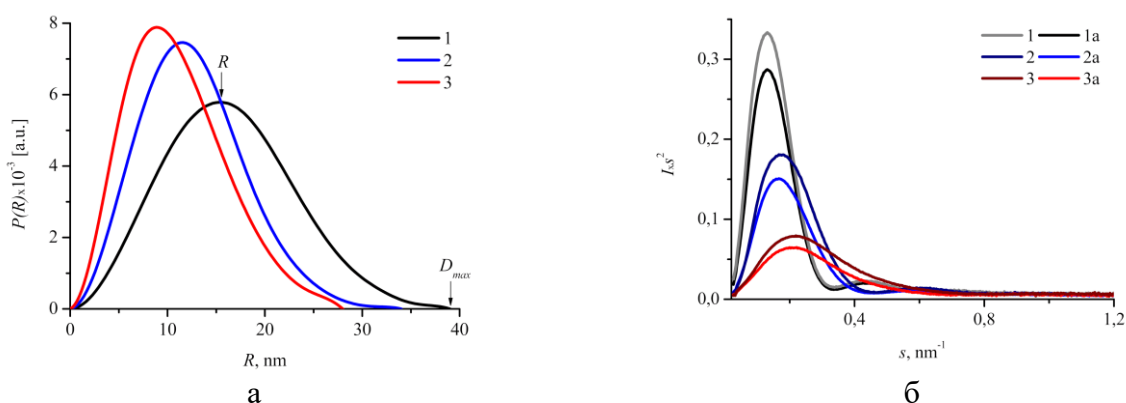 8
6
4
2
0
P(R)x10⁻³ [a.u.]
0 10 20 30 40
R, nm
1
2
3
R
D_max
а
0,3
0,2
0,1
0,0
Ixs²
0,4 0,8 1,2
s, nm⁻¹
1 1a
2 2a
3 3a
б